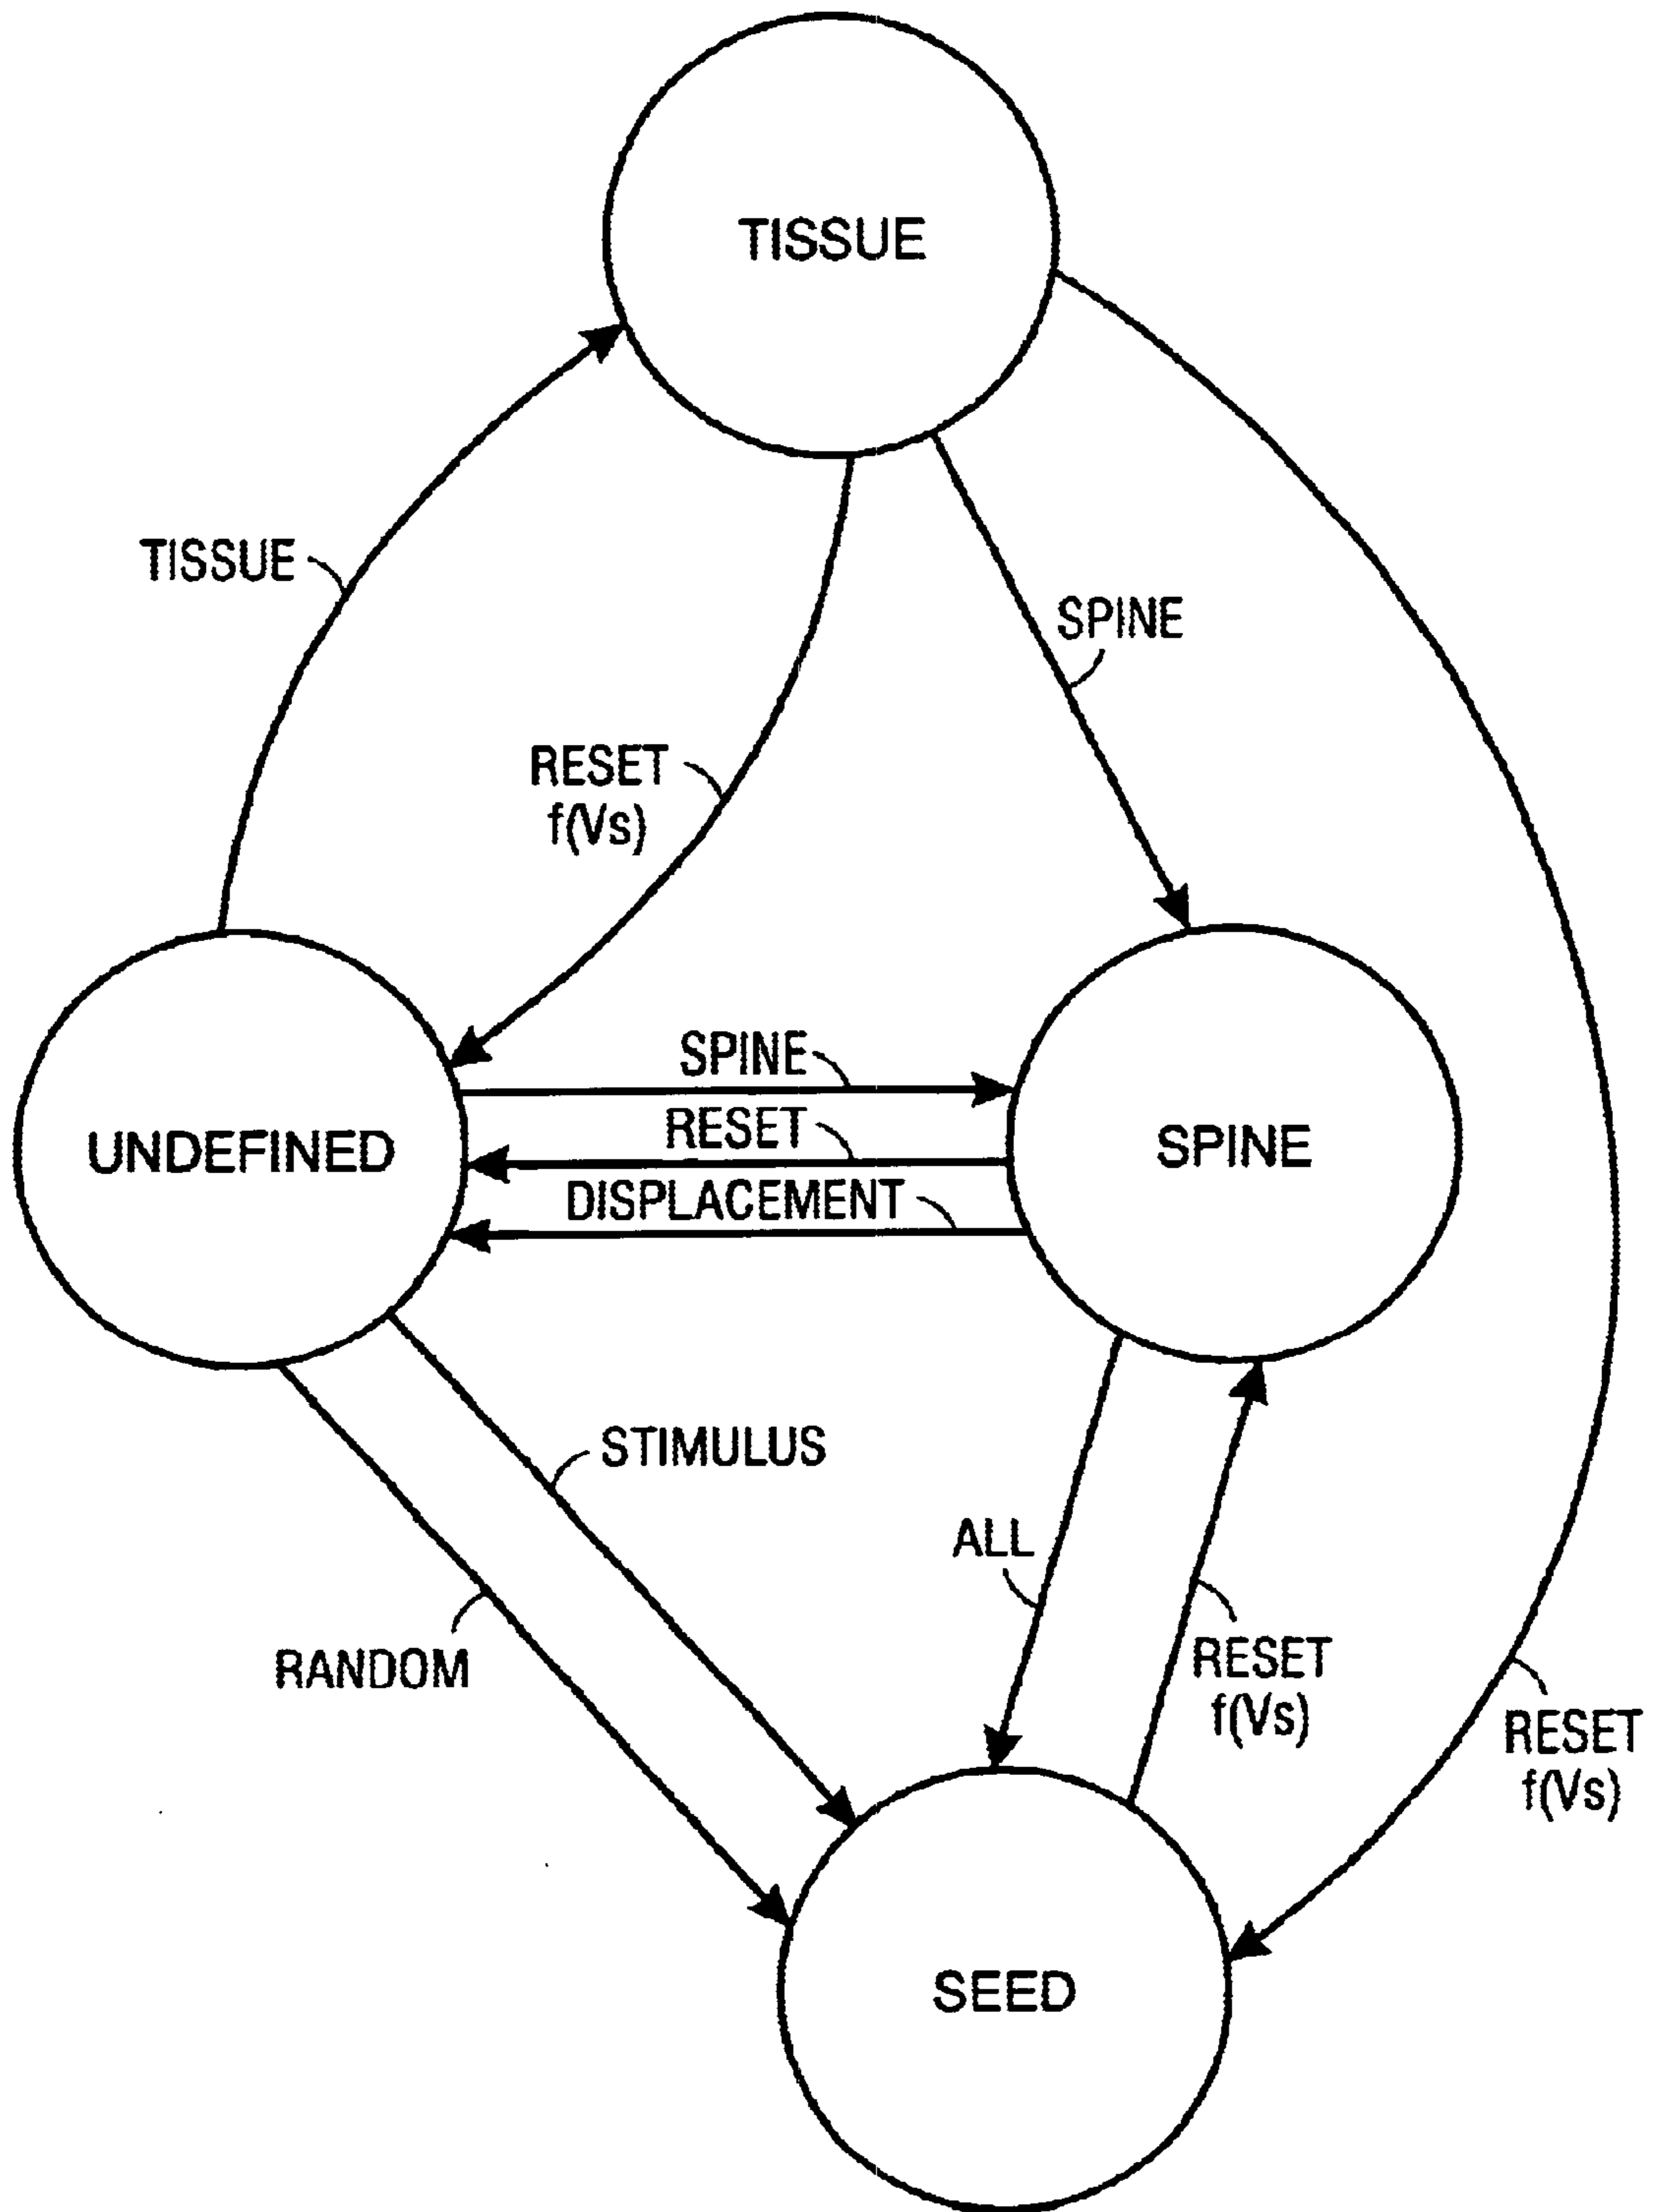 TISSUE
TISSUE
SPINE
RESET
f(Vs)
SPINE
RESET
UNDEFINED
SPINE
DISPLACEMENT
STIMULUS
ALL
RANDOM
RESET
f(Vs)
RESET
f(Vs)
SEED